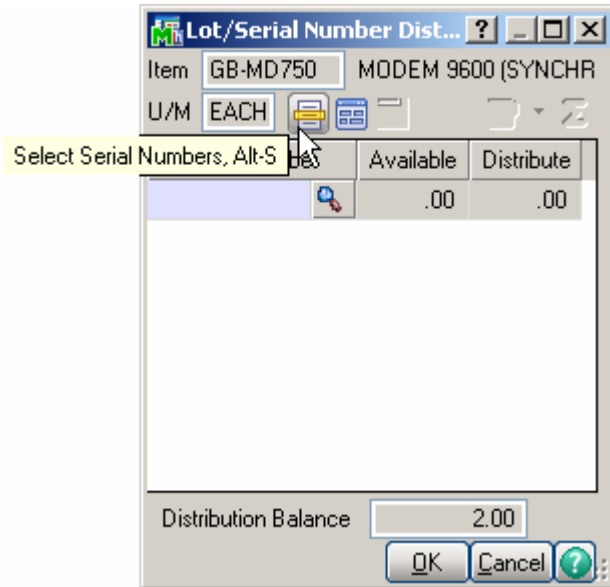 Lot/Serial Number Dist... ?
Item GB-MD750 MODEM 9600 (SYNCHR
U/M EACH
Select Serial Numbers, Alt-S Available Distribute
.00 .00
Distribution Balance 2.00
OK Cancel ?